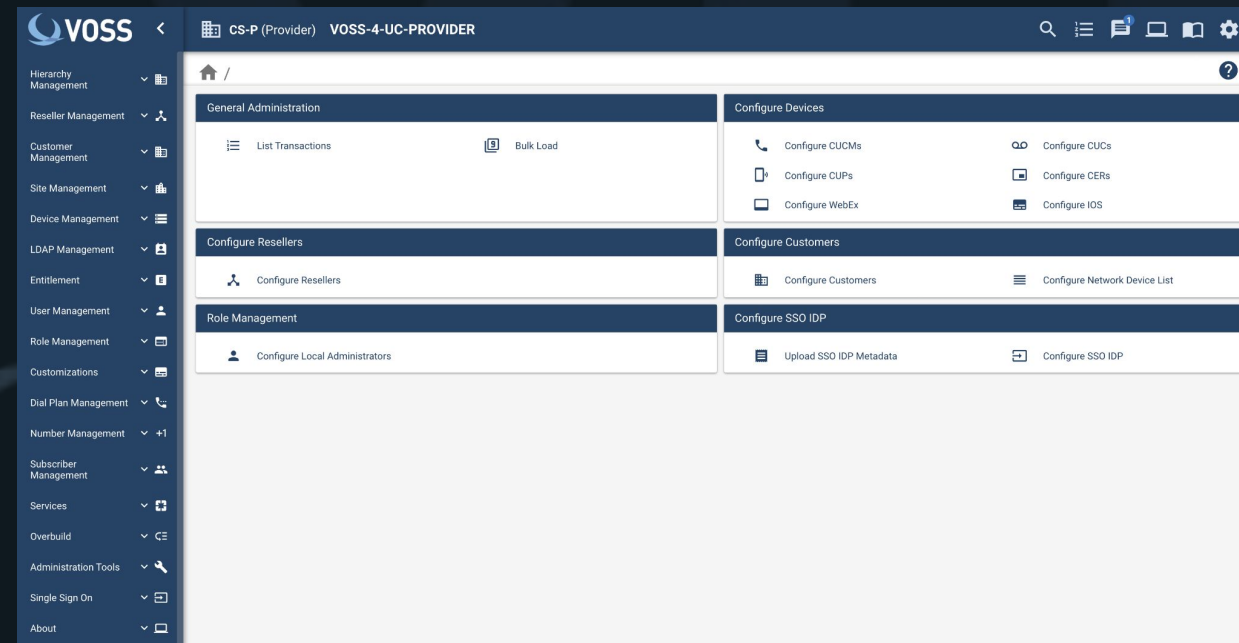 VOSS
CS-P (Provider) VOSS-4-UC-PROVIDER
1
/
?
Hierarchy
Management
Reseller Management
Customer
Management
Site Management
Device Management
LDAP Management
Entitlement
E
User Management
Role Management
Customizations
Dial Plan Management
Number Management +1
Subscriber
Management
Services
Overbuild
Administration Tools
Single Sign On
About
General Administration
List Transactions
9 Bulk Load
Configure Devices
Configure CUCMs
Configure CUCs
Configure CUPs
Configure CERs
Configure WebEx
Configure IOS
Configure Resellers
Configure Resellers
Configure Customers
Configure Customers
Configure Network Device List
Role Management
Configure Local Administrators
Configure SSO IDP
Upload SSO IDP Metadata
Configure SSO IDP